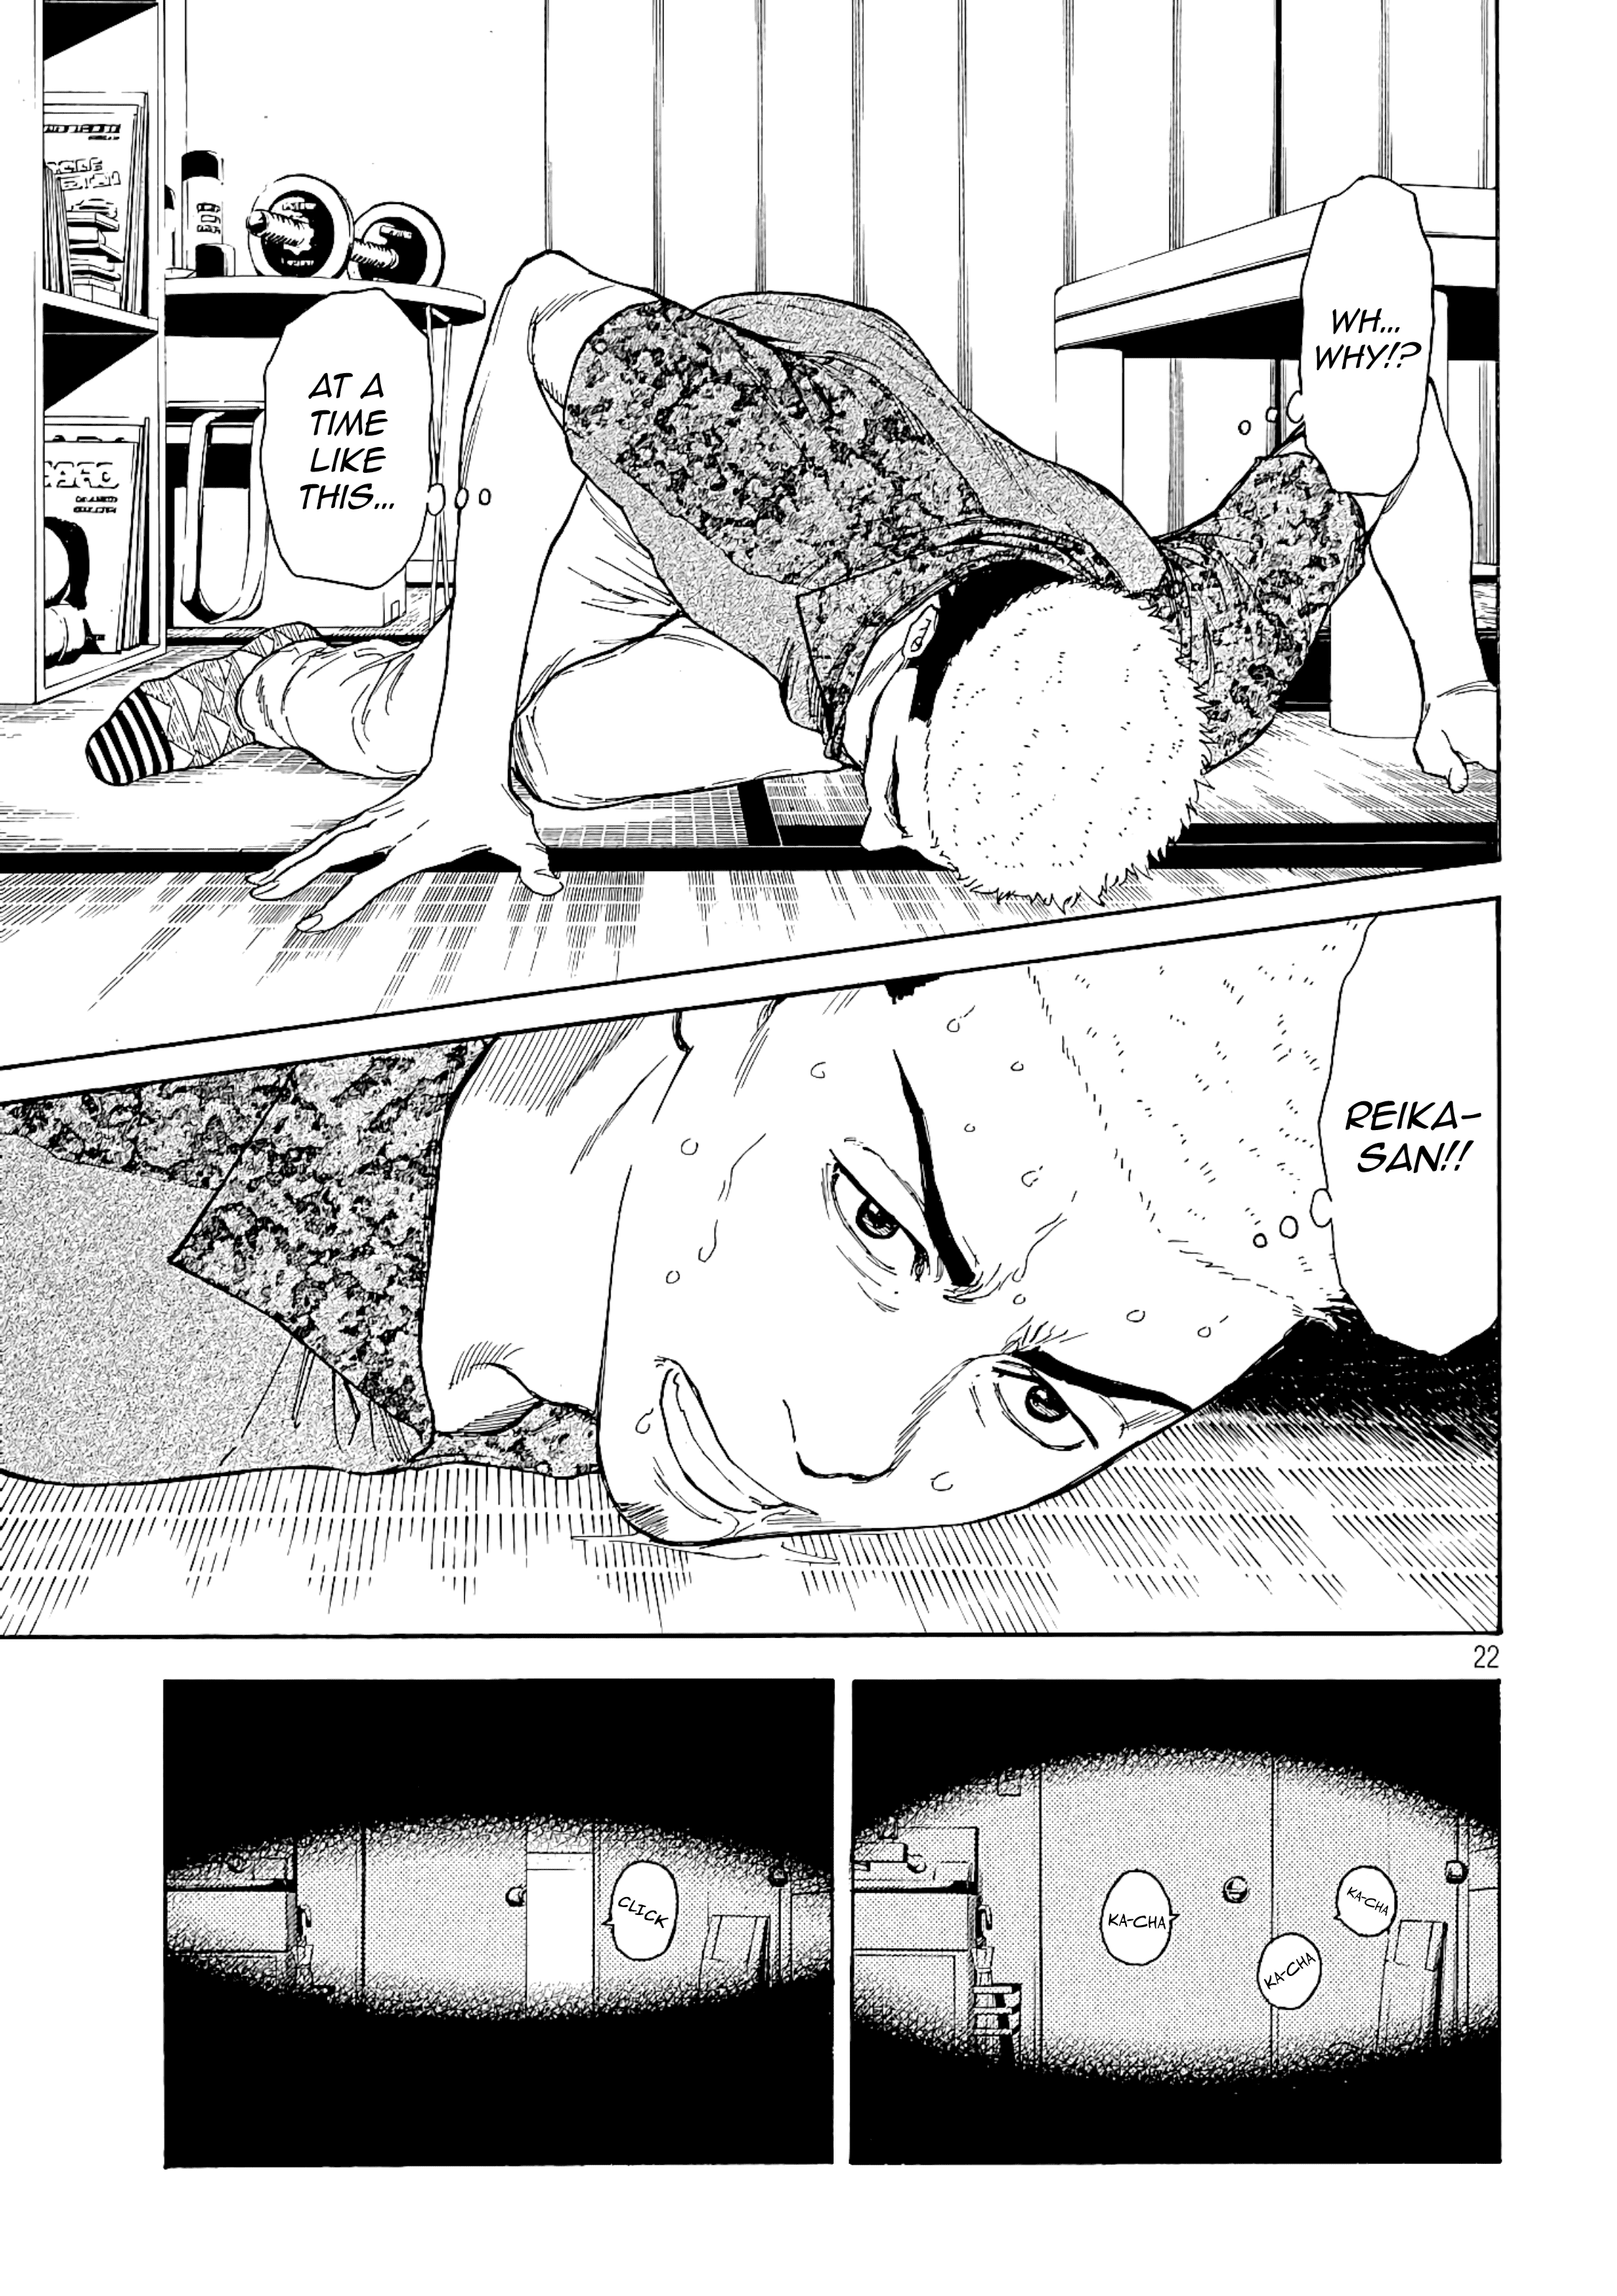 WH...
WHY!?
AT A
TIME
LIKE
THIS...
REIKA-
SAN!!
22
KA-CHA
KA-CHA
KA-CHA
CLICK